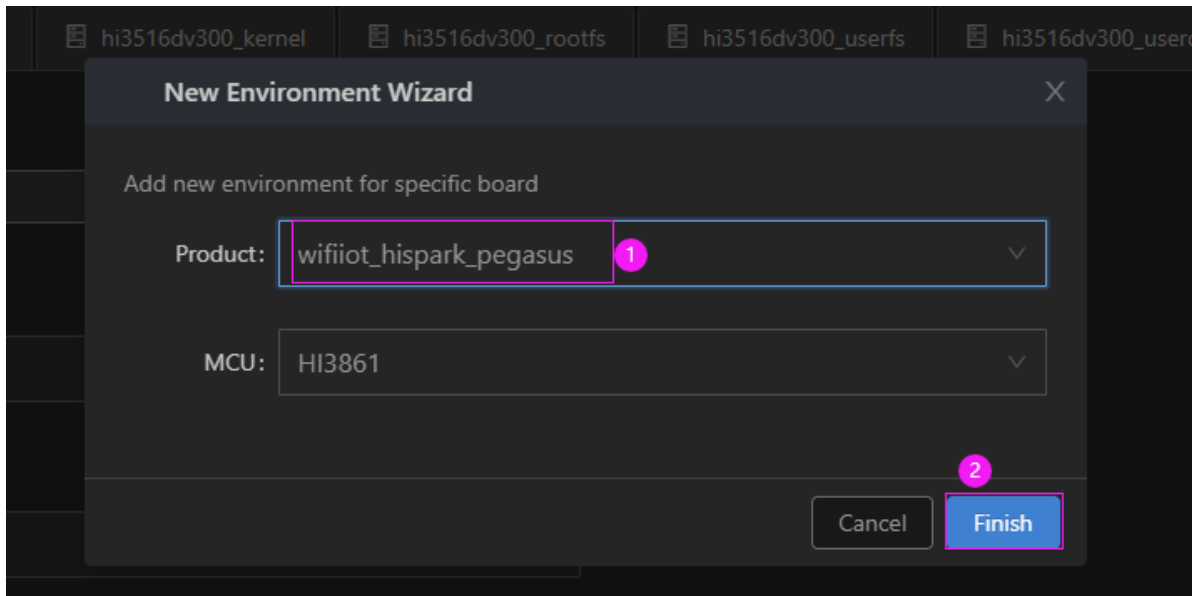 hi3516dv300_kernel hi3516dv300_rootfs hi3516dv300_userfs
New Environment Wizard X
Add new environment for specific board
Product: wifiiot_hispark_pegasus 1
MCU: HI3861
2
Cancel Finish